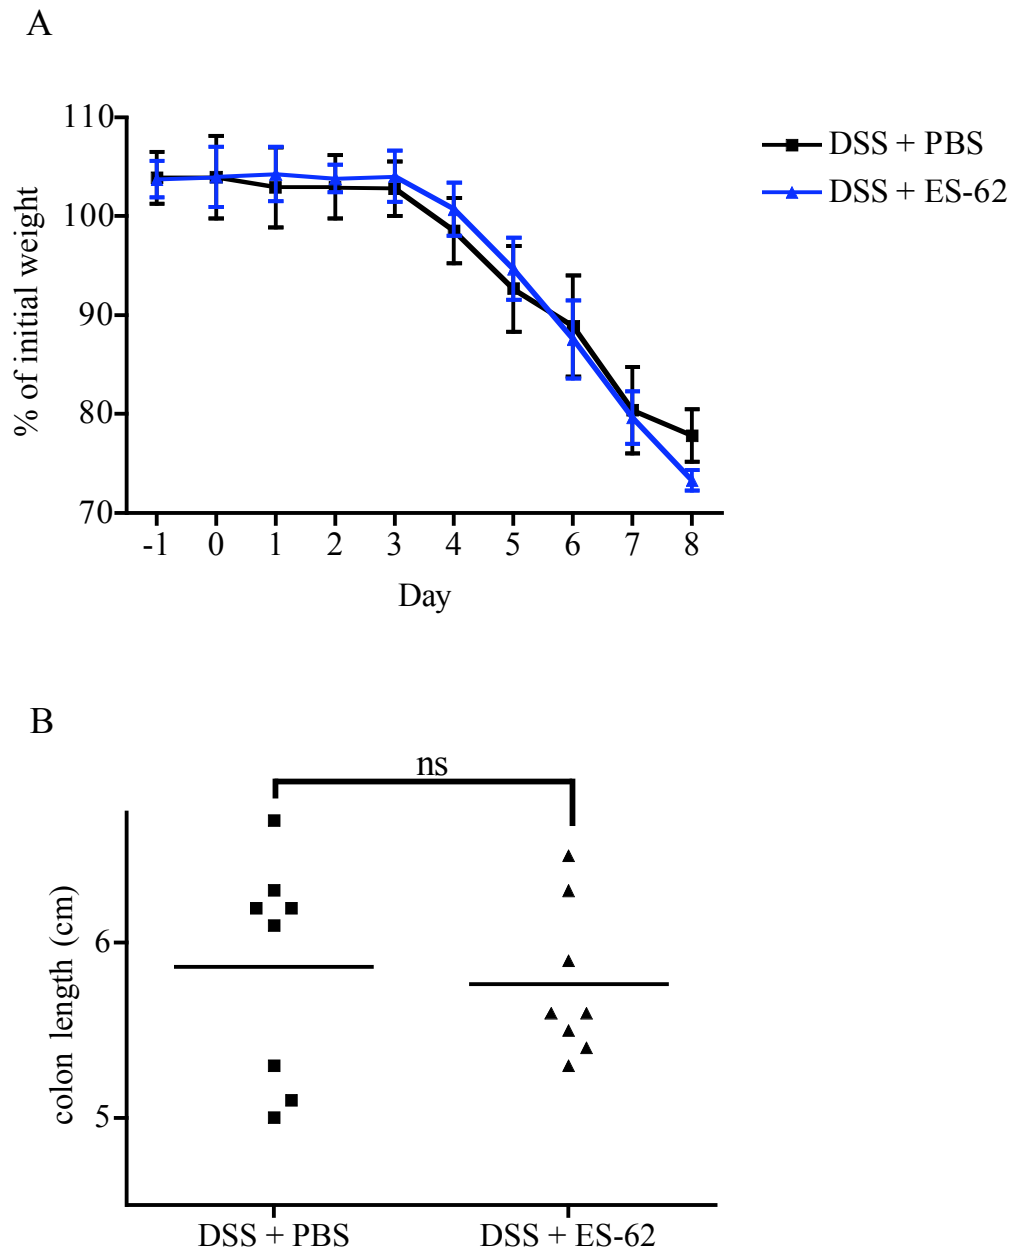 A
110
100
90
80
70
% of initial weight
-1 0 1 2 3 4 5 6 7 8
Day
DSS + PBS
DSS + ES-62
B
ns
6
5
colon length (cm)
DSS + PBS DSS + ES-62